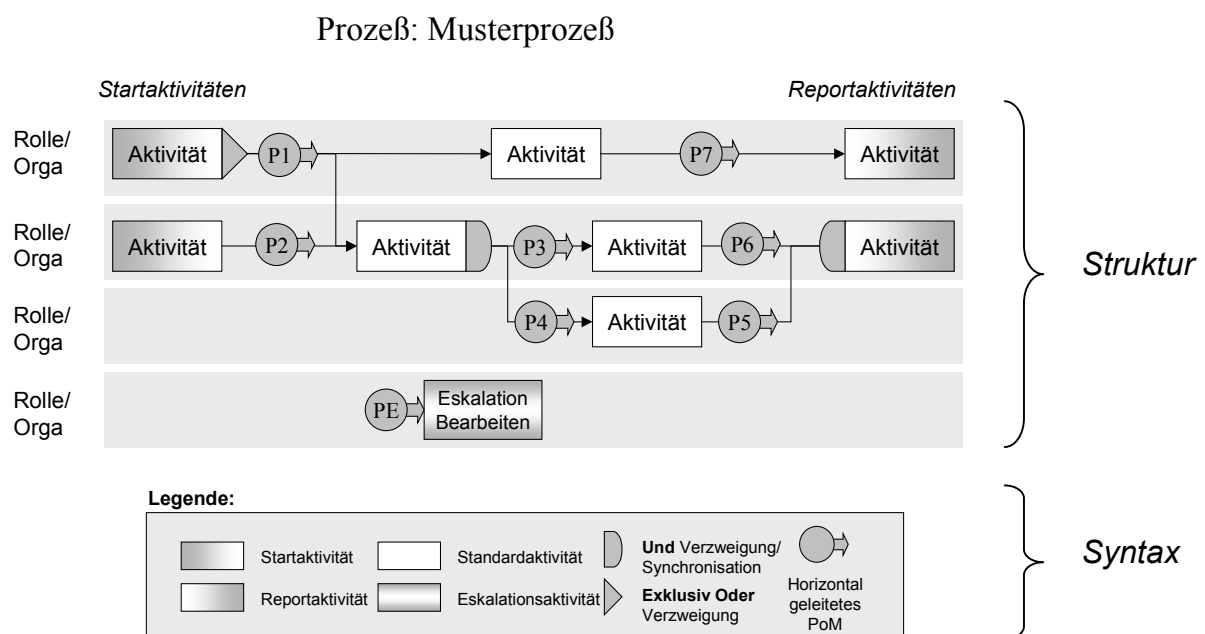 Prozeß: Musterprozeß
Startaktivitäten
Reportaktivitäten
Rolle/
Orga
Aktivität
P1
Aktivität
P7
Aktivität
Rolle/
Orga
Aktivität
P2
Aktivität
P3
Aktivität
P6
Aktivität
Struktur
Rolle/
Orga
P4
Aktivität
P5
Rolle/
Orga
PE
Eskalation
Bearbeiten
Legende:
Startaktivität
Standardaktivität
Und Verzweigung/
Synchronisation
Reportaktivität
Eskalationsaktivität
Exklusiv Oder
Verzweigung
Horizontal
geleitetes
PoM
Syntax